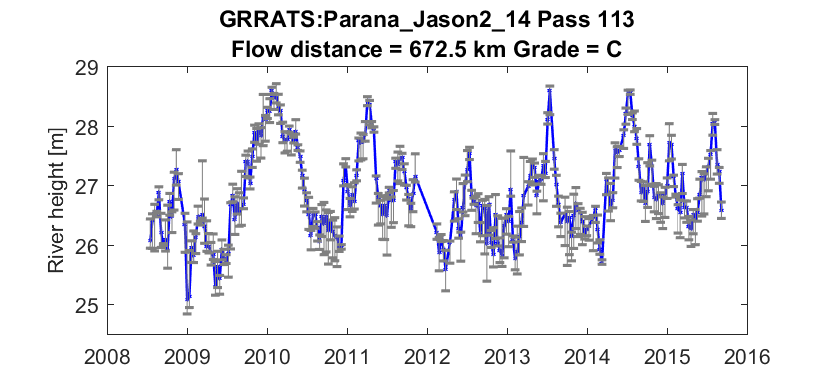 GRRATS:Parana_Jason2_14 Pass 113
Flow distance = 672.5 km Grade = C
29
28
27
26
25
River height [m]
2008 2009 2010 2011 2012 2013 2014 2015 2016